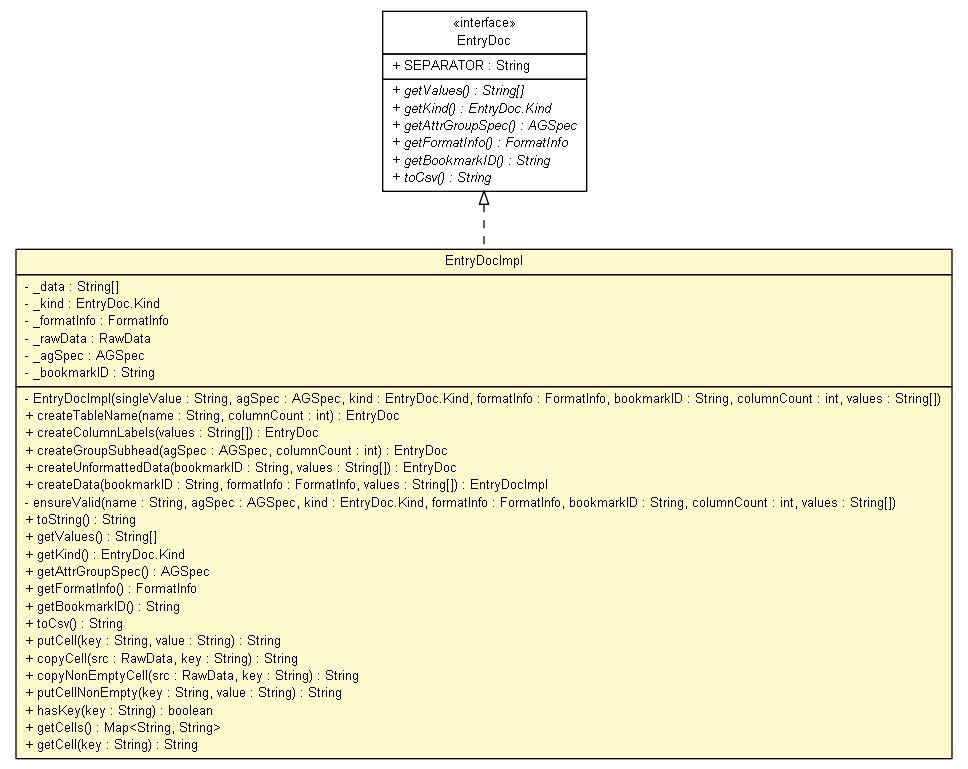 «interface»
EntryDoc
+ SEPARATOR : String
+ getValues() : String[]
+ getKind() : EntryDoc.Kind
+ getAttrGroupSpec() : AGSpec
+ getFormatInfo() : FormatInfo
+ getBookmarkID() : String
+ toCsv() : String
EntryDocImpl
- _data : String[]
- _kind : EntryDoc.Kind
- _formatInfo : FormatInfo
- _rawData : RawData
- _agSpec : AGSpec
- _bookmarkID : String
- EntryDocImpl(singleValue : String, agSpec : AGSpec, kind : EntryDoc.Kind, formatInfo : FormatInfo, bookmarkID : String, columnCount : int, values : String[])
+ createTableName(name : String, columnCount : int) : EntryDoc
+ createColumnLabels(values : String[]) : EntryDoc
+ createGroupSubhead(agSpec : AGSpec, columnCount : int) : EntryDoc
+ createUnformattedData(bookmarkID : String, values : String[]) : EntryDoc
+ createData(bookmarkID : String, formatInfo : FormatInfo, values : String[]) : EntryDocImpl
- ensureValid(name : String, agSpec : AGSpec, kind : EntryDoc.Kind, formatInfo : FormatInfo, bookmarkID : String, columnCount : int, values : String[])
+ toString() : String
+ getValues() : String[]
+ getKind() : EntryDoc.Kind
+ getAttrGroupSpec() : AGSpec
+ getFormatInfo() : FormatInfo
+ getBookmarkID() : String
+ toCsv() : String
+ putCell(key : String, value : String) : String
+ copyCell(src : RawData, key : String) : String
+ copyNonEmptyCell(src : RawData, key : String) : String
+ putCellNonEmpty(key : String, value : String) : String
+ hasKey(key : String) : boolean
+ getCells() : Map<String, String>
+ getCell(key : String) : String